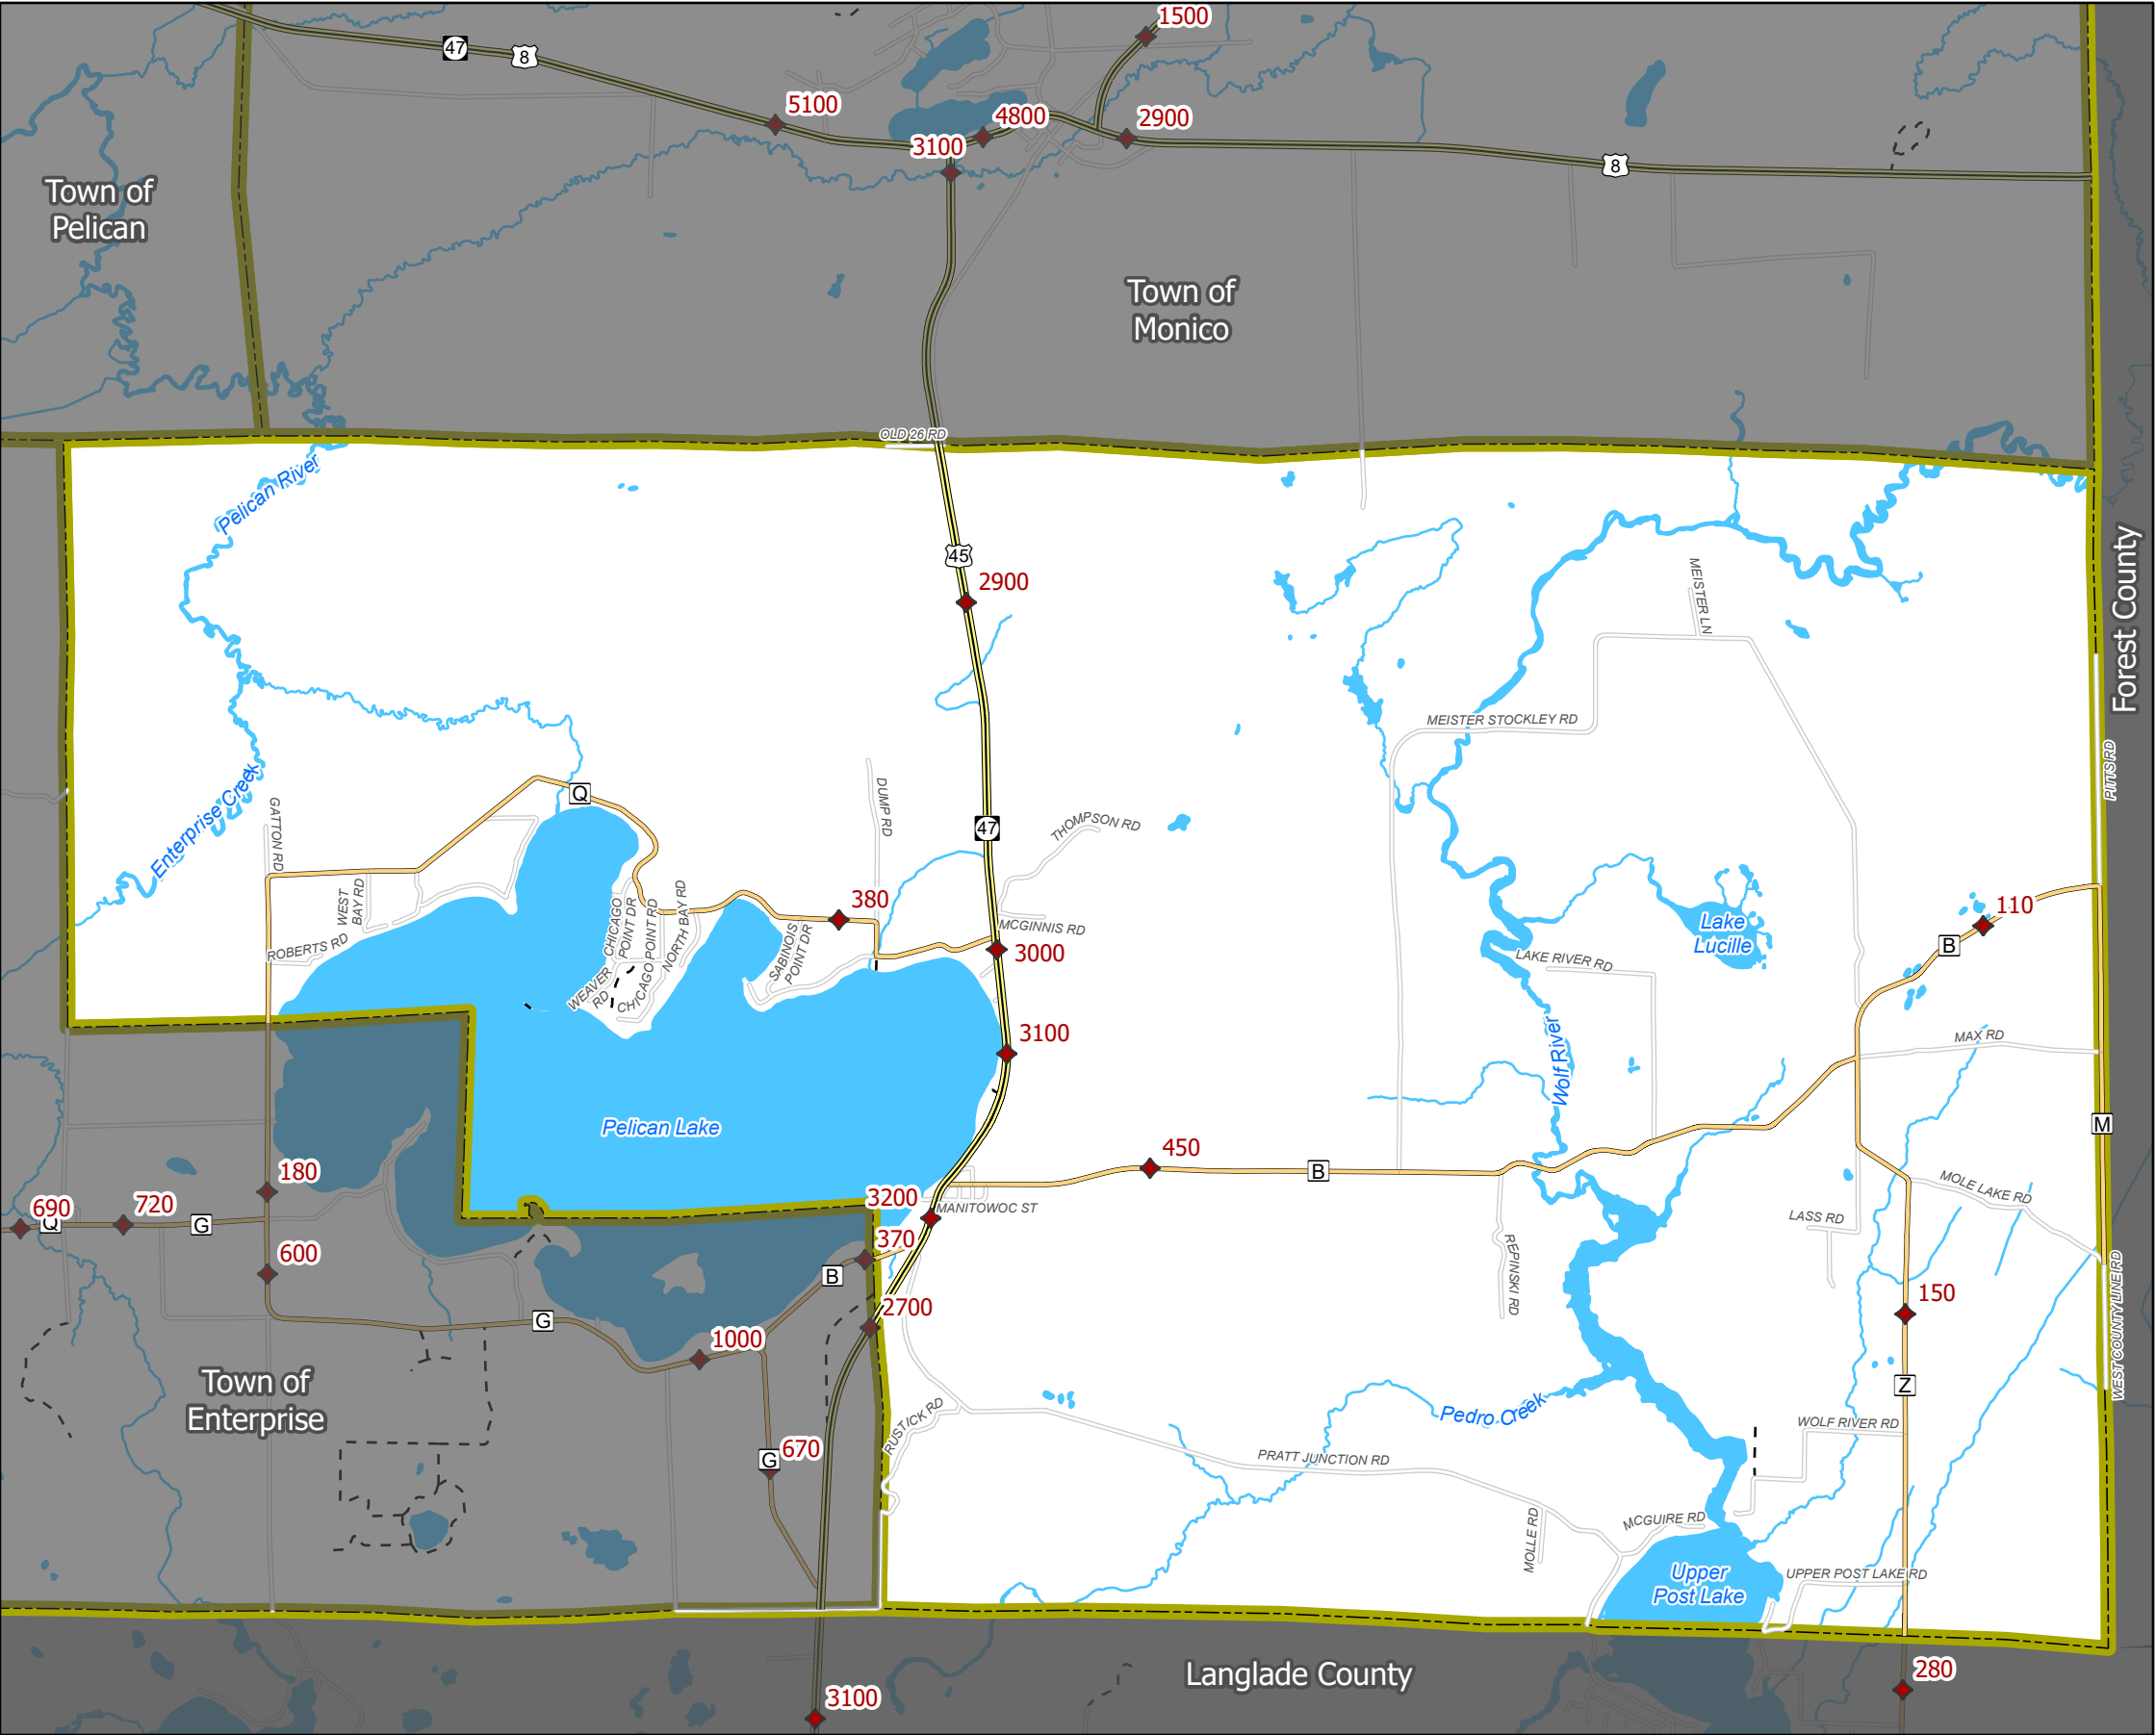 1500
47
8
5100
4800
2900
3100
8
Town of
Pelican
Town of
Monico
OLD 26 RD
Pelican River
45
2900
Forest County
MEISTER LN
MEISTER STOCKLEY RD
PITTS RD
Enterprise Creek
Q
GATTON RD
DUMP RD
47
THOMPSON RD
WEST
BAY RD
CHICAGO
POINT DR
CHICAGO POINT RD
NORTH BAY RD
380
110
MCGINNIS RD
Lake
Lucille
ROBERTS RD
SABINOIS
POINT DR
3000
B
LAKE RIVER RD
WEAVER
RD
3100
Wolf River
MAX RD
Pelican Lake
M
450
B
180
690
Q
720
G
3200
MANITOWOC ST
MOLE LAKE RD
LASS RD
370
600
B
REPINSKI RD
WEST COUNTY LINE RD
150
2700
G
1000
Town of
Enterprise
Z
Pedro Creek
RUSTICK RD
WOLF RIVER RD
G
670
PRATT JUNCTION RD
MOLLE RD
MCGUIRE RD
Upper
Post Lake
UPPER POST LAKE RD
Langlade County
280
3100